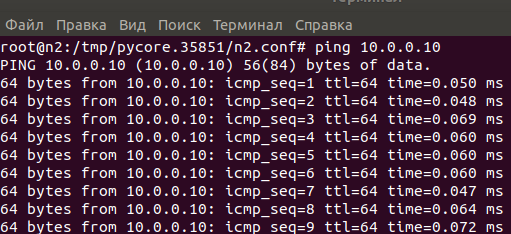 Терминал
Файл Правка Вид Поиск Терминал Справка
root@n2:/tmp/pycore.35851/n2.conf# ping 10.0.0.10
PING 10.0.0.10 (10.0.0.10) 56(84) bytes of data.
64 bytes from 10.0.0.10: icmp_seq=1 ttl=64 time=0.050 ms
64 bytes from 10.0.0.10: icmp_seq=2 ttl=64 time=0.048 ms
64 bytes from 10.0.0.10: icmp_seq=3 ttl=64 time=0.069 ms
64 bytes from 10.0.0.10: icmp_seq=4 ttl=64 time=0.060 ms
64 bytes from 10.0.0.10: icmp_seq=5 ttl=64 time=0.060 ms
64 bytes from 10.0.0.10: icmp_seq=6 ttl=64 time=0.060 ms
64 bytes from 10.0.0.10: icmp_seq=7 ttl=64 time=0.047 ms
64 bytes from 10.0.0.10: icmp_seq=8 ttl=64 time=0.064 ms
64 bytes from 10.0.0.10: icmp_seq=9 ttl=64 time=0.072 ms